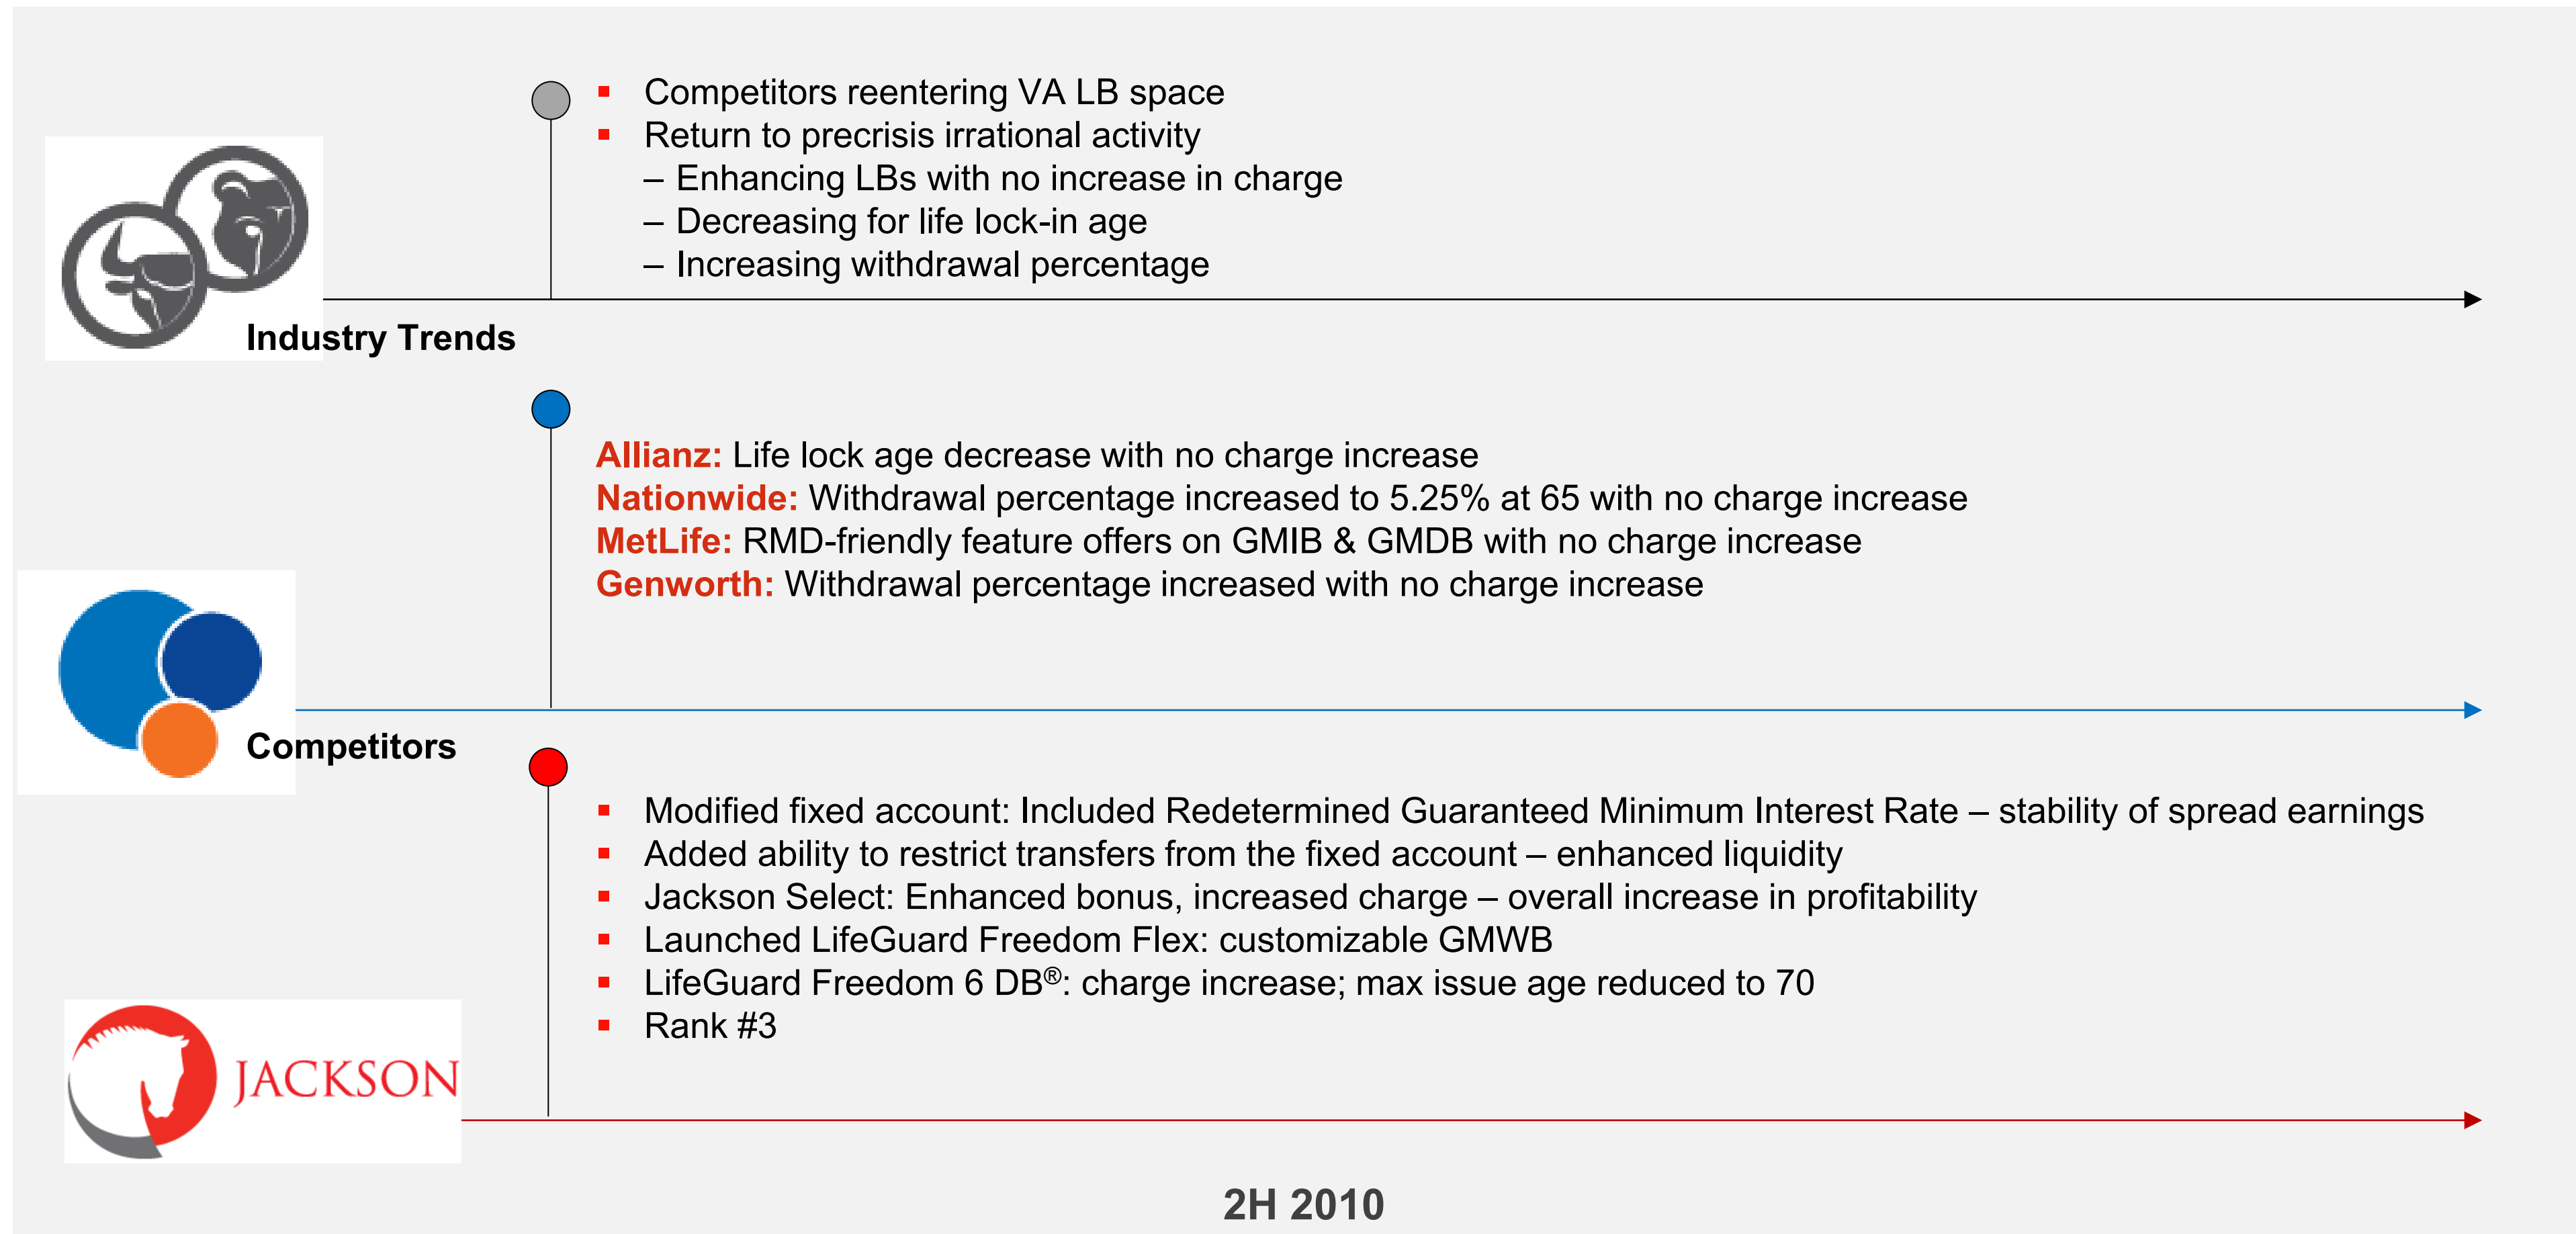 ▪ Competitors reentering VA LB space
▪ Return to precrisis irrational activity
– Enhancing LBs with no increase in charge
– Decreasing for life lock-in age
– Increasing withdrawal percentage
Industry Trends
Allianz: Life lock age decrease with no charge increase
Nationwide: Withdrawal percentage increased to 5.25% at 65 with no charge increase
MetLife: RMD-friendly feature offers on GMIB & GMDB with no charge increase
Genworth: Withdrawal percentage increased with no charge increase
Competitors
▪ Modified fixed account: Included Redetermined Guaranteed Minimum Interest Rate – stability of spread earnings
▪ Added ability to restrict transfers from the fixed account – enhanced liquidity
▪ Jackson Select: Enhanced bonus, increased charge – overall increase in profitability
▪ Launched LifeGuard Freedom Flex: customizable GMWB
▪ LifeGuard Freedom 6 DB®: charge increase; max issue age reduced to 70
▪ Rank #3
JACKSON
2H 2010